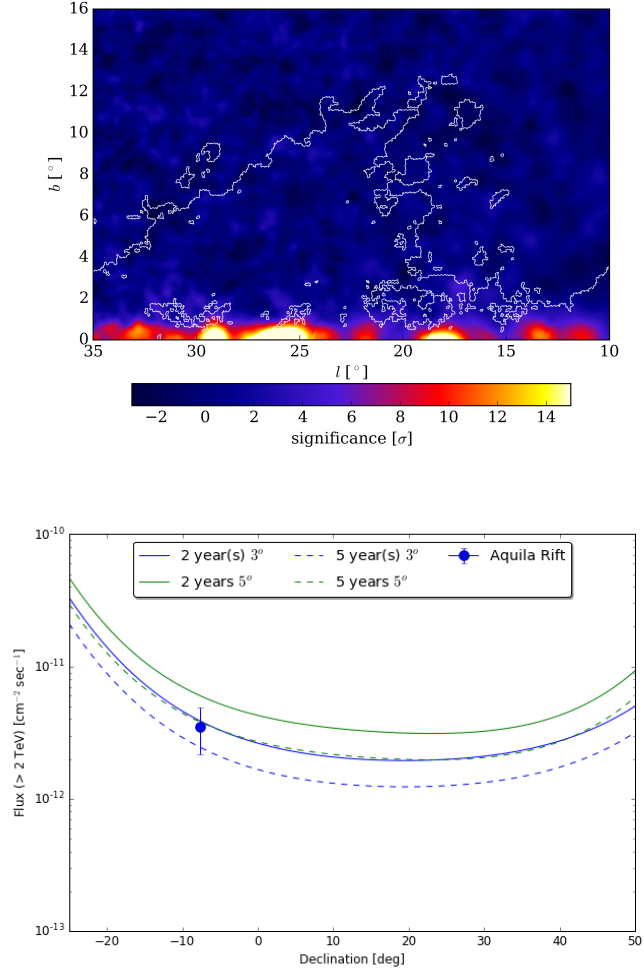 16
14
12
10
8
6
4
2
0
b [°]
35 30 25 20 15 10
l [°]
−2 0 2 4 6 8 10 12 14
significance [σ]
2 year(s) 3° 5 year(s) 3° Aquila Rift
2 years 5° 5 years 5°
10⁻¹⁰
10⁻¹¹
10⁻¹²
10⁻¹³
Flux (> 2 TeV) [cm⁻² sec⁻¹]
−20 −10 0 10 20 30 40 50
Declination [deg]